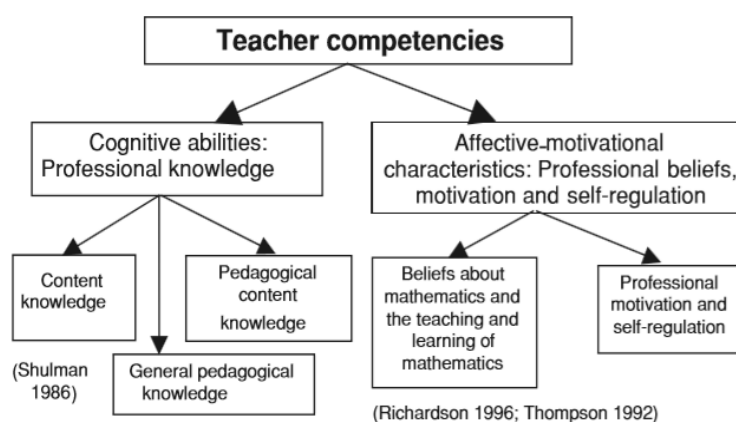 Teacher competencies
Cognitive abilities:
Professional knowledge
Affective-motivational
characteristics: Professional beliefs,
motivation and self-regulation
Content
knowledge
Pedagogical
content
knowledge
Beliefs about
mathematics and
the teaching and
learning of
mathematics
Professional
motivation and
self-regulation
(Shulman
1986)
General pedagogical
knowledge
(Richardson 1996; Thompson 1992)